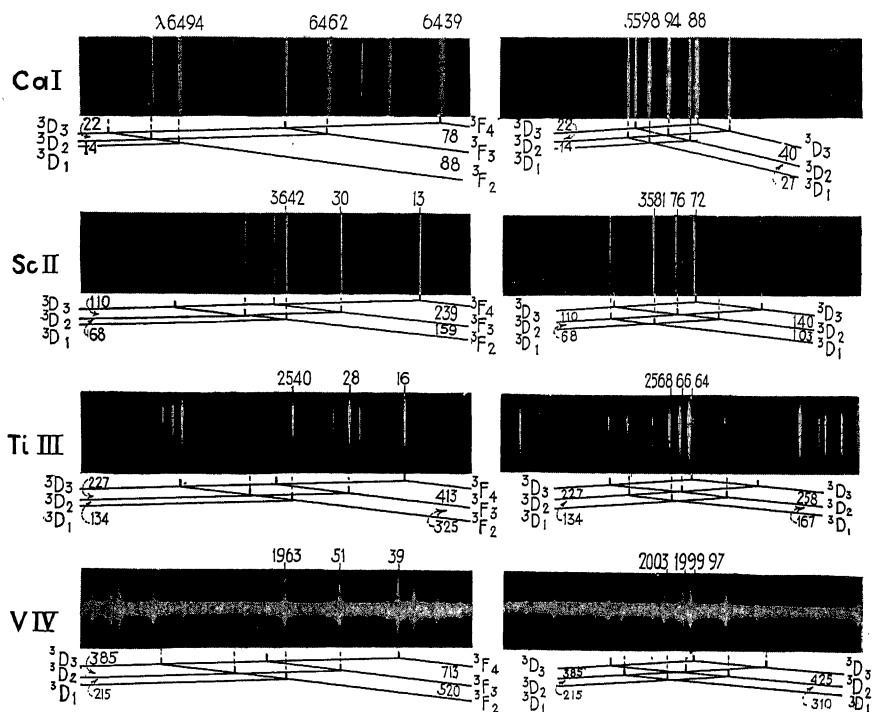 λ6494 6462 6439 5598 94 88
CaI
³D₃ 22 ³F₄ ³D₃ 22 ³D₃
³D₂ 14 78 ³F₃ ³D₂ 14 40 ³D₂
³D₁ 88 ³F₂ ³D₁ 27 ³D₁
3642 30 13 3581 76 72
Sc II
³D₃ 110 ³F₄ ³D₃ 110 ³D₃
³D₂ 68 239 ³F₃ ³D₂ 68 140 ³D₂
³D₁ 159 ³F₂ ³D₁ 103 ³D₁
2540 28 16 2568 66 64
Ti III
³D₃ 227 ³F₄ ³D₃ 227 ³D₃
³D₂ 134 413 ³F₃ ³D₂ 134 258 ³D₂
³D₁ 325 ³F₂ ³D₁ 167 ³D₁
1963 51 39 2003 1999 97
V IV
³D₃ 385 ³F₄ ³D₃ 385 ³D₃
³D₂ 215 713 ³F₃ ³D₂ 215 425 ³D₂
³D₁ 520 ³F₂ ³D₁ 310 ³D₁